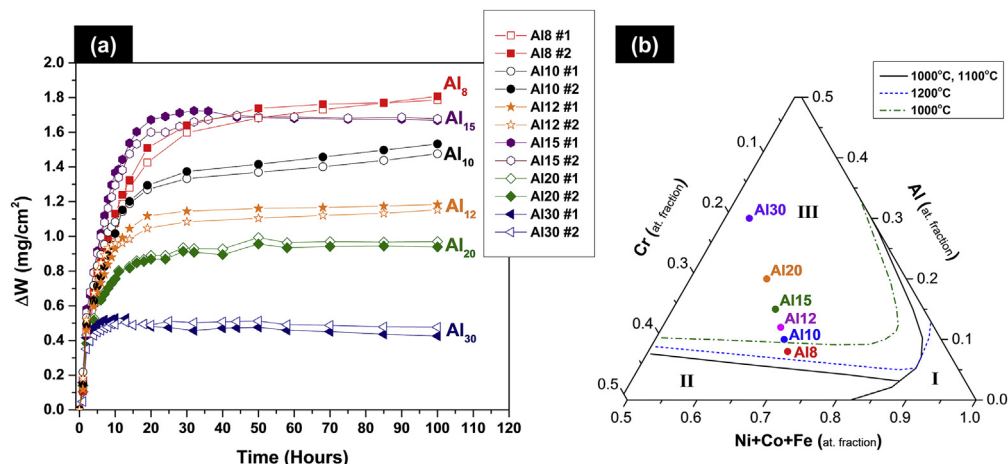 (a)
ΔW (mg/cm²)
2.0
1.8
1.6
1.4
1.2
1.0
0.8
0.6
0.4
0.2
0.0
0 10 20 30 40 50 60 70 80 90 100 110 120
Time (Hours)
Al₈
Al₁₅
Al₁₀
Al₁₂
Al₂₀
Al₃₀
Al8 #1
Al8 #2
Al10 #1
Al10 #2
Al12 #1
Al12 #2
Al15 #1
Al15 #2
Al20 #1
Al20 #2
Al30 #1
Al30 #2
(b)
1000°C, 1100°C
1200°C
1000°C
0.5
0.1
0.4
0.2
0.3
0.3
0.2
0.4
0.1
0.5
0.0
Cr (at. fraction)
Al (at. fraction)
Al30
III
Al20
Al15
Al12
Al10
Al8
II
I
0.5 0.6 0.7 0.8 0.9 1.0
Ni+Co+Fe (at. fraction)